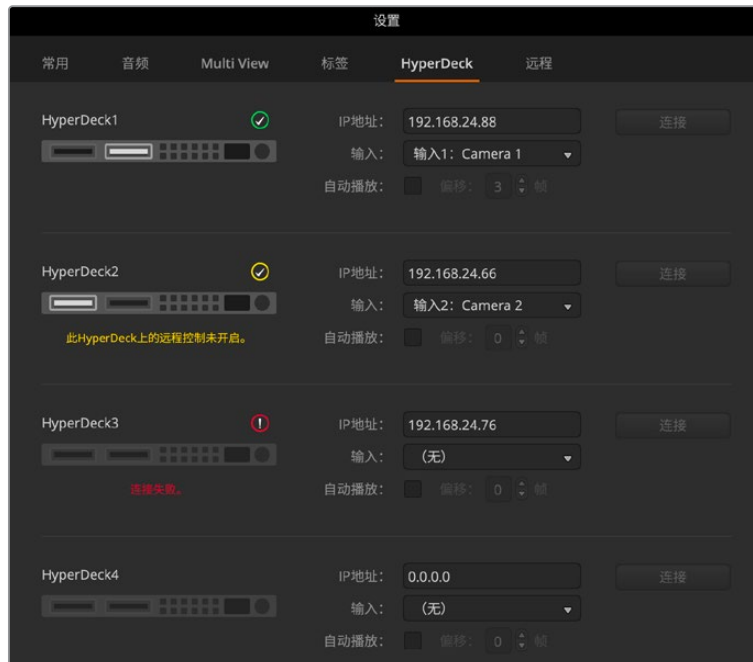 设置
常用 音频 Multi View 标签 HyperDeck 远程
HyperDeck1 IP地址: 192.168.24.88 连接
输入: 输入1: Camera 1
自动播放: 偏移: 3 帧
HyperDeck2 IP地址: 192.168.24.66 连接
输入: 输入2: Camera 2
此HyperDeck上的远程控制未开启。 自动播放: 偏移: 0 帧
HyperDeck3 IP地址: 192.168.24.76 连接
输入: （无）
连接失败。 自动播放: 偏移: 0 帧
HyperDeck4 IP地址: 0.0.0.0 连接
输入: （无）
自动播放: 偏移: 0 帧